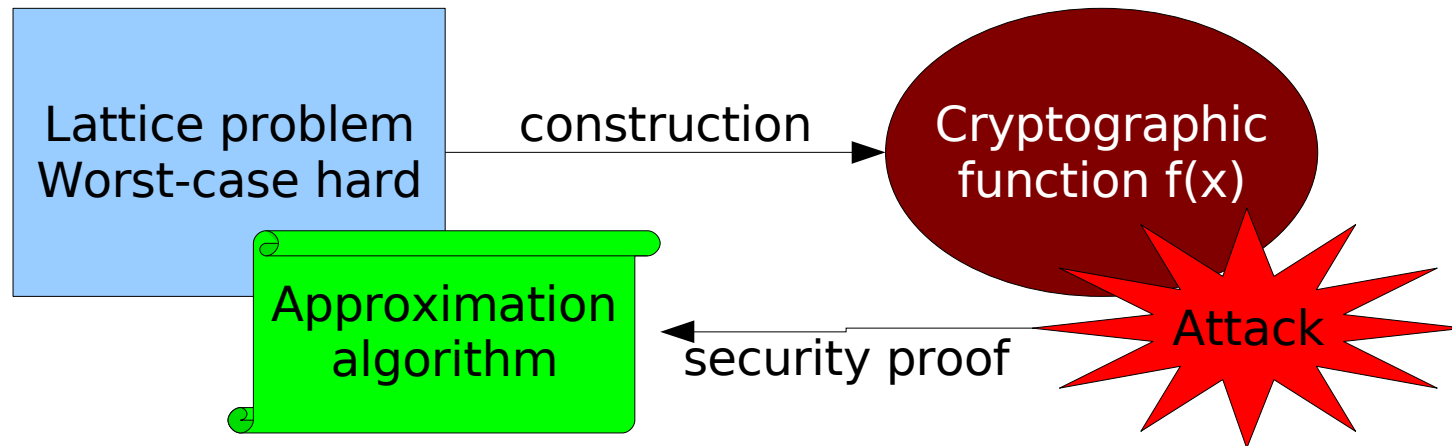 Lattice problem
Worst-case hard
construction
Cryptographic
function f(x)
Approximation
algorithm
security proof
Attack